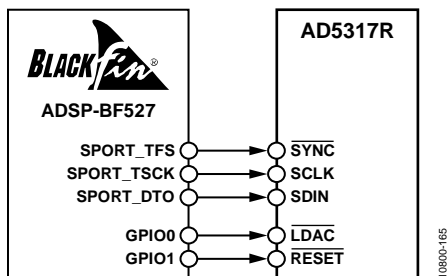 BLACKfin®
ADSP-BF527
SPORT_TFS
SPORT_TSCK
SPORT_DTO
GPIO0
GPIO1
AD5317R
SYNC
SCLK
SDIN
LDAC
RESET
10800-165